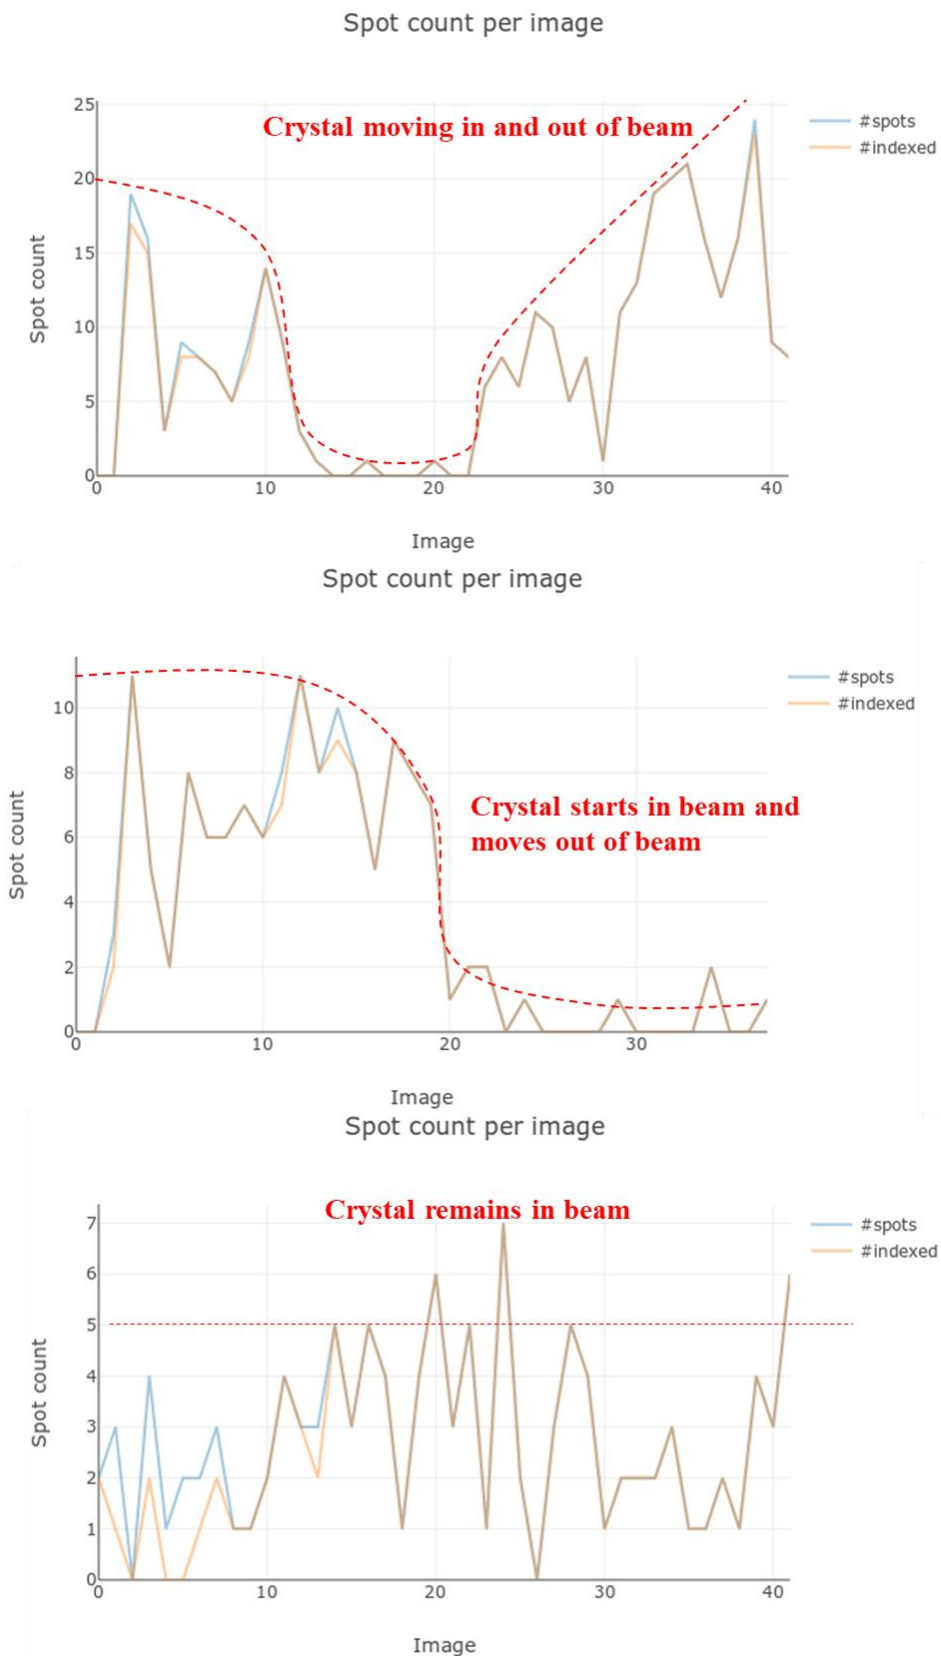 Spot count per image
25
Crystal moving in and out of beam
#spots
#indexed
20
15
10
5
0
Spot count
0 10 20 30 40
Image
Spot count per image
#spots
#indexed
10
8
6
4
2
0
Spot count
Crystal starts in beam and
moves out of beam
0 10 20 30
Image
Spot count per image
Crystal remains in beam
#spots
#indexed
7
6
5
4
3
2
1
0
Spot count
0 10 20 30 40
Image